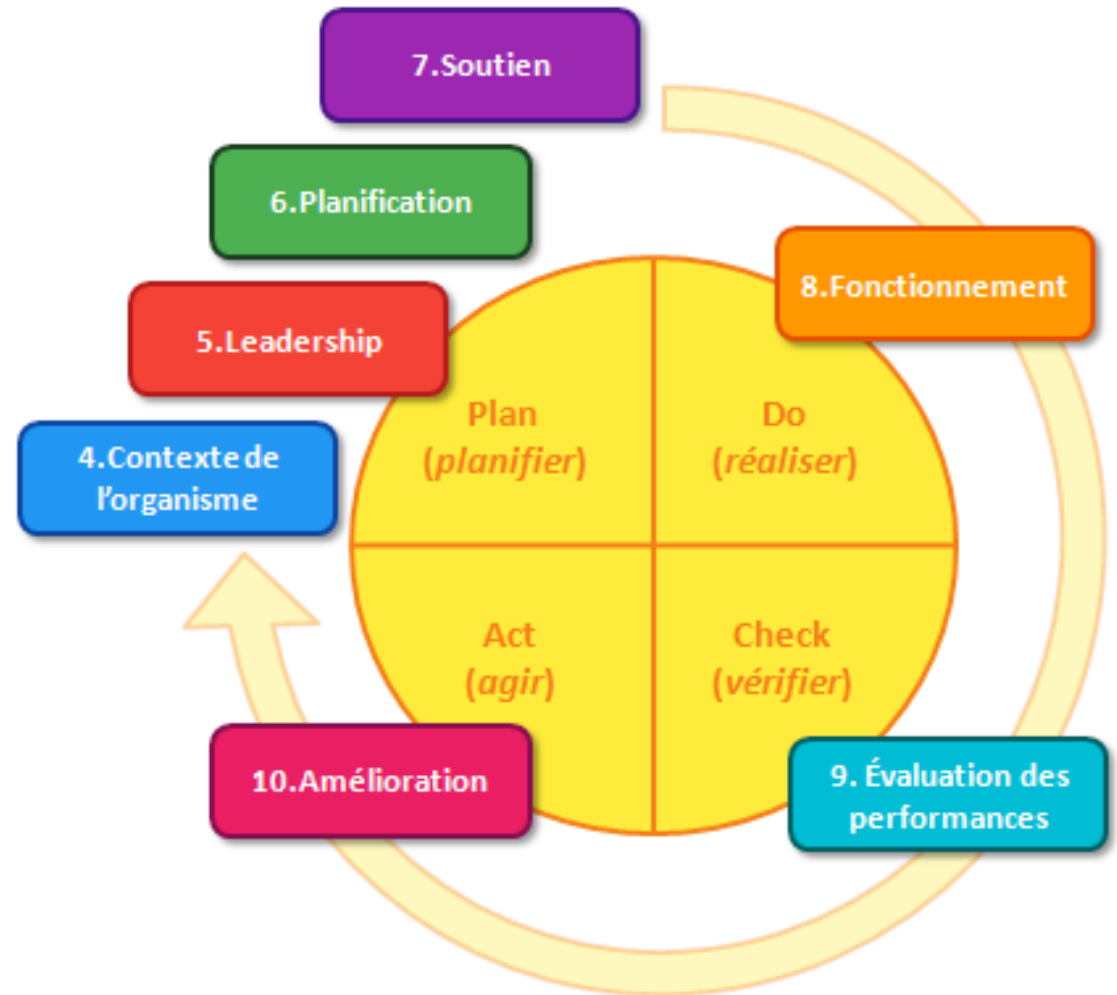 7.Soutien
6.Planification
8.Fonctionnement
5.Leadership
Plan
(planifier)
Do
(réaliser)
4.Contexte de
l'organisme
Act
(agir)
Check
(vérifier)
10.Amélioration
9. Évaluation des
performances